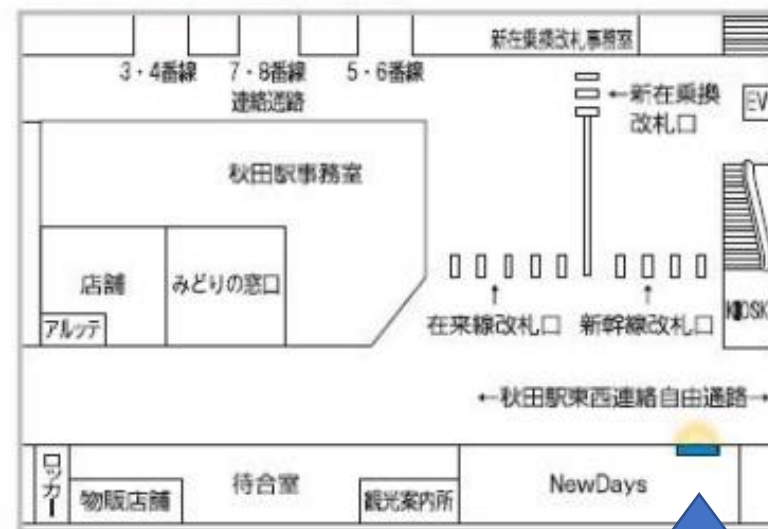 新在乗換改札事務室
3・4番線
7・8番線
連絡通路
5・6番線
←新在乗換
改札口
EV
秋田駅事務室
店舗
みどりの窓口
アルッテ
在来線改札口
新幹線改札口
KIOSK
←秋田駅東西連絡自由通路→
ロッカー
物販店舗
待合室
観光案内所
NewDays